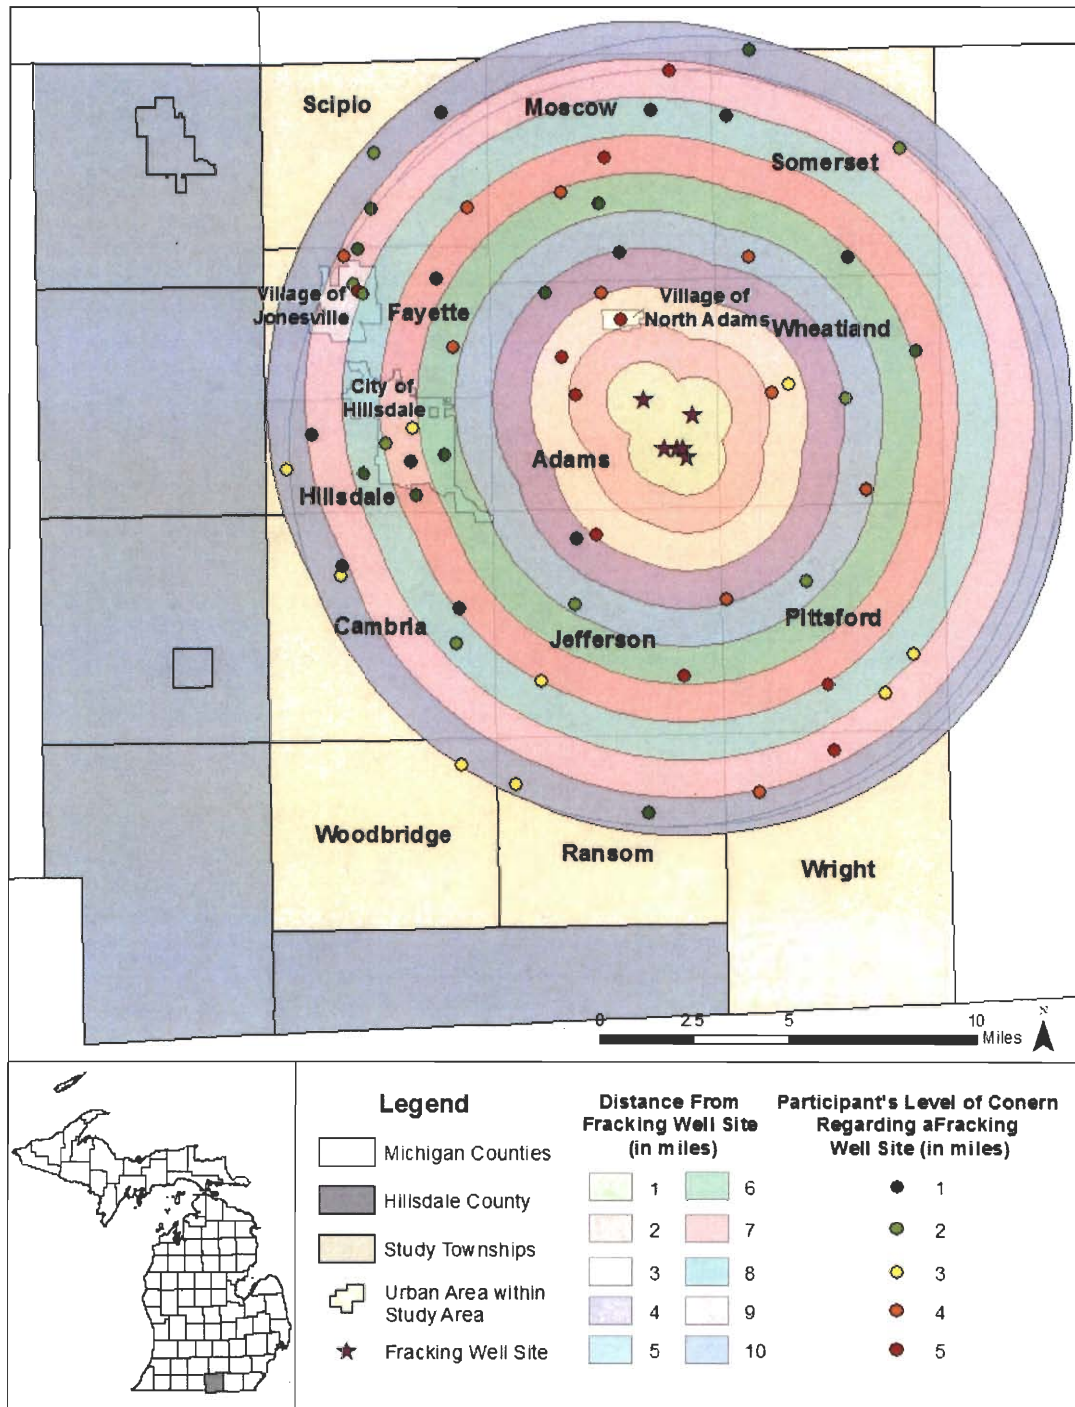 Scipio
Moscow
Somerset
Village of
Jonesville
Fayette
Village of
North Adams
Wheatland
City of
Hillsdale
Adams
Hillsdale
Cambria
Jefferson
Pittsford
Woodbridge
Ransom
Wright
0 2.5 5 10
Miles
N
Legend
Michigan Counties
Hillsdale County
Study Townships
Urban Area within
Study Area
Fracking Well Site
Distance From
Fracking Well Site
(in miles)
1 6
2 7
3 8
4 9
5 10
Participant's Level of Conern
Regarding aFracking
Well Site (in miles)
1
2
3
4
5